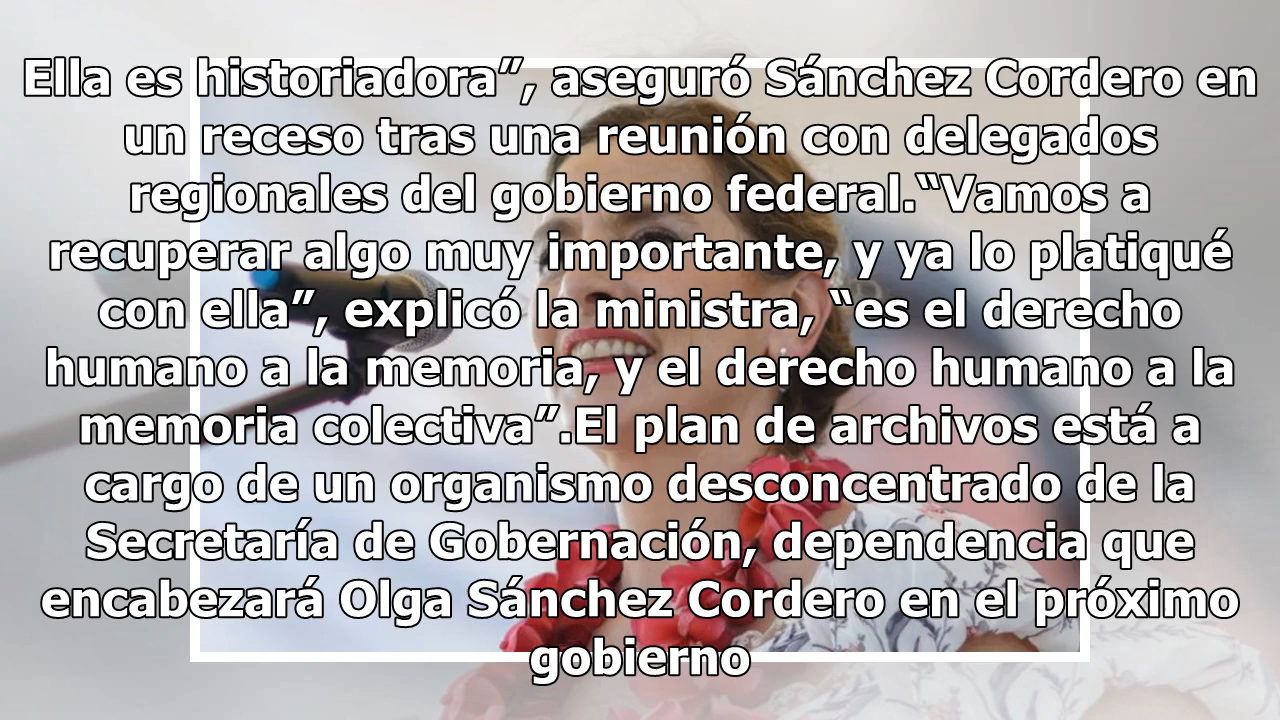 Ella es historiadora”, aseguró Sánchez Cordero en
un receso tras una reunión con delegados
regionales del gobierno federal.“Vamos a
recuperar algo muy importante, y ya lo platiqué
con ella”, explicó la ministra, “es el derecho
humano a la memoria, y el derecho humano a la
memoria colectiva”.El plan de archivos está a
cargo de un organismo desconcentrado de la
Secretaría de Gobernación, dependencia que
encabezará Olga Sánchez Cordero en el próximo
gobierno